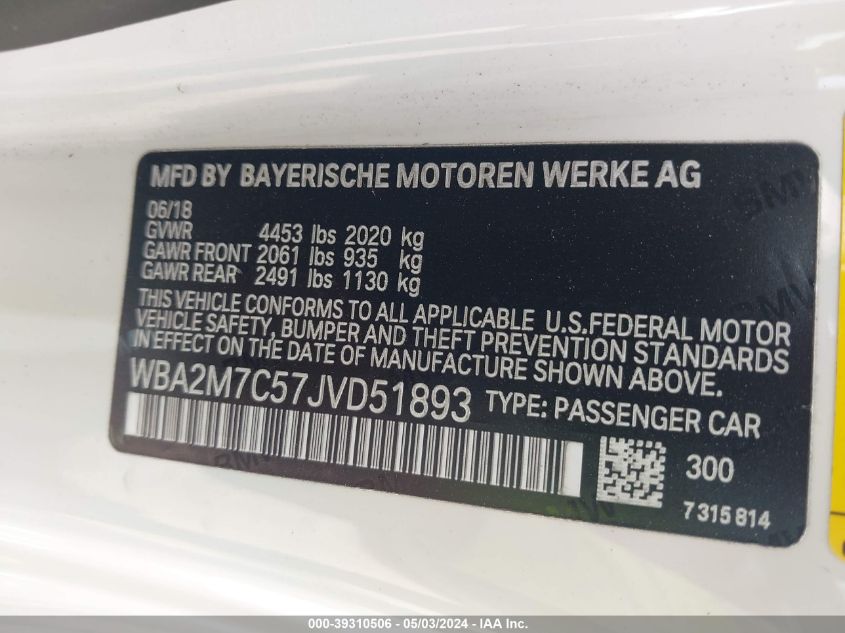 MFD BY BAYERISCHE MOTOREN WERKE AG
06/18
GVWR 4453 lbs 2020 kg
GAWR FRONT 2061 lbs 935 kg
GAWR REAR 2491 lbs 1130 kg
THIS VEHICLE CONFORMS TO ALL APPLICABLE U.S.FEDERAL MOTOR
VEHICLE SAFETY, BUMPER AND THEFT PREVENTION STANDARDS
IN EFFECT ON THE DATE OF MANUFACTURE SHOWN ABOVE.
WBA2M7C57JVD51893 TYPE: PASSENGER CAR
300
7315814
000-39310506 - 05/03/2024 - IAA Inc.